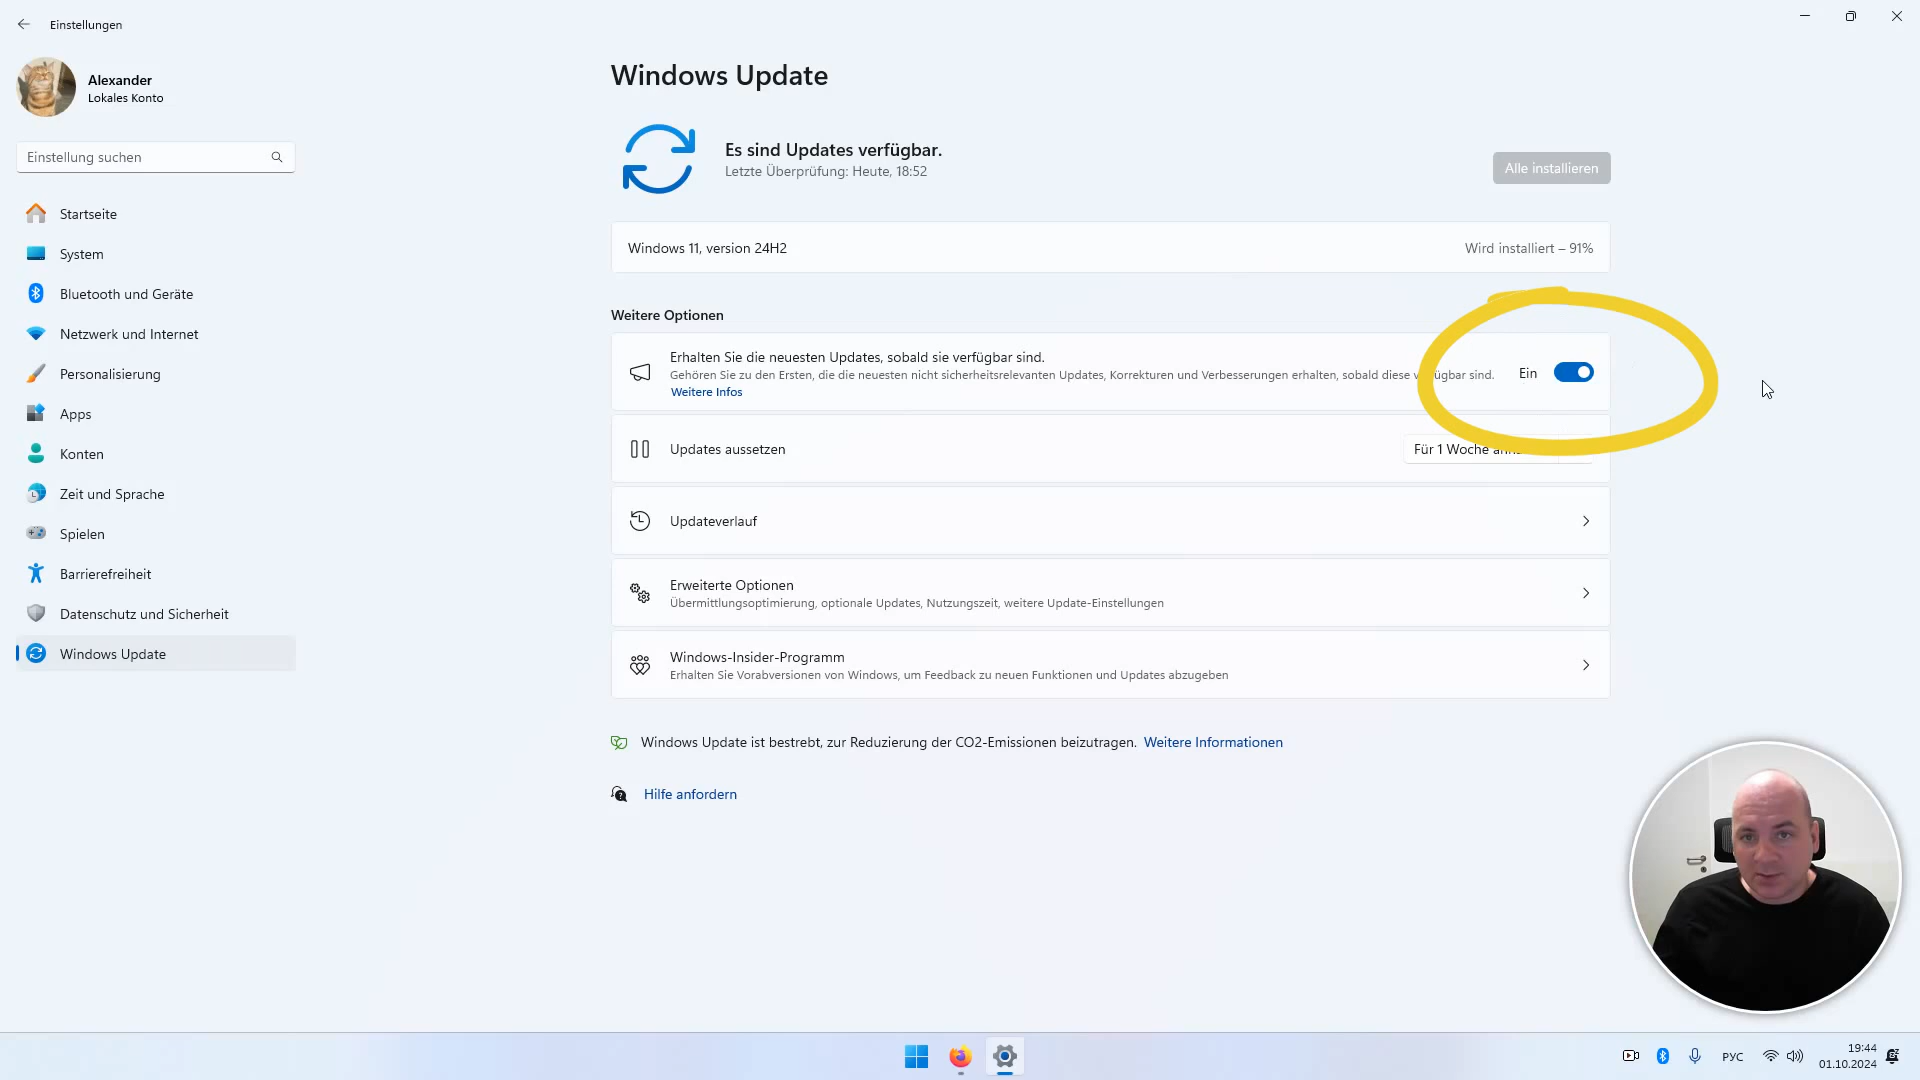 Einstellungen
Alexander
Lokales Konto
Einstellung suchen
Startseite
System
Bluetooth und Geräte
Netzwerk und Internet
Personalisierung
Apps
Konten
Zeit und Sprache
Spielen
Barrierefreiheit
Datenschutz und Sicherheit
Windows Update
Windows Update
Es sind Updates verfügbar.
Letzte Überprüfung: Heute, 18:52
Alle installieren
Windows 11, version 24H2
Wird installiert – 91%
Weitere Optionen
Erhalten Sie die neuesten Updates, sobald sie verfügbar sind.
Gehören Sie zu den Ersten, die die neuesten nicht sicherheitsrelevanten Updates, Korrekturen und Verbesserungen erhalten, sobald diese verfügbar sind.
Weitere Infos
Ein
Updates aussetzen
Für 1 Woche
Updateverlauf
Erweiterte Optionen
Übermittlungsoptimierung, optionale Updates, Nutzungszeit, weitere Update-Einstellungen
Windows-Insider-Programm
Erhalten Sie Vorabversionen von Windows, um Feedback zu neuen Funktionen und Updates abzugeben
Windows Update ist bestrebt, zur Reduzierung der CO2-Emissionen beizutragen. Weitere Informationen
Hilfe anfordern
РУС
19:44
01.10.2024